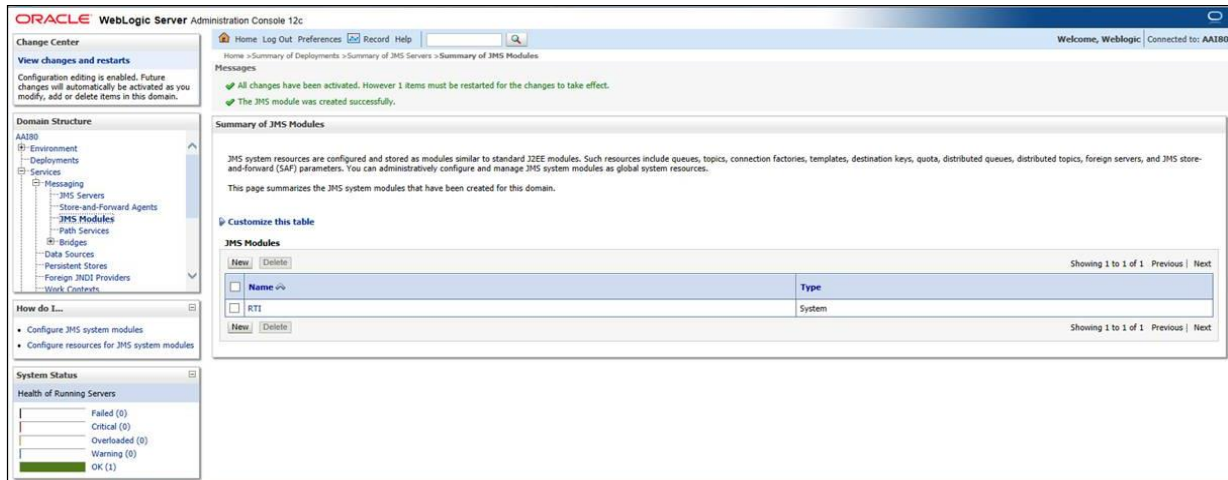 ORACLE WebLogic Server Administration Console 12c
Change Center
View changes and restarts
Configuration editing is enabled. Future
changes will automatically be activated as you
modify, add or delete items in this domain.
Domain Structure
AAI80
Environment
Deployments
Services
Messaging
JMS Servers
Store-and-Forward Agents
JMS Modules
Path Services
Bridges
Data Sources
Persistent Stores
Foreign JNDI Providers
Work Contexts
How do I...
Configure JMS system modules
Configure resources for JMS system modules
System Status
Health of Running Servers
Failed (0)
Critical (0)
Overloaded (0)
Warning (0)
OK (1)
Home Log Out Preferences Record Help
Welcome, Weblogic Connected to: AAI80
Home >Summary of Deployments >Summary of JMS Servers >Summary of JMS Modules
Messages
All changes have been activated. However 1 items must be restarted for the changes to take effect.
The JMS module was created successfully.
Summary of JMS Modules
JMS system resources are configured and stored as modules similar to standard J2EE modules. Such resources include queues, topics, connection factories, templates, destination keys, quota, distributed queues, distributed topics, foreign servers, and JMS store-
and-forward (SAF) parameters. You can administratively configure and manage JMS system modules as global system resources.
This page summarizes the JMS system modules that have been created for this domain.
Customize this table
JMS Modules
New Delete Showing 1 to 1 of 1 Previous | Next
Name Type
RTI System
New Delete Showing 1 to 1 of 1 Previous | Next